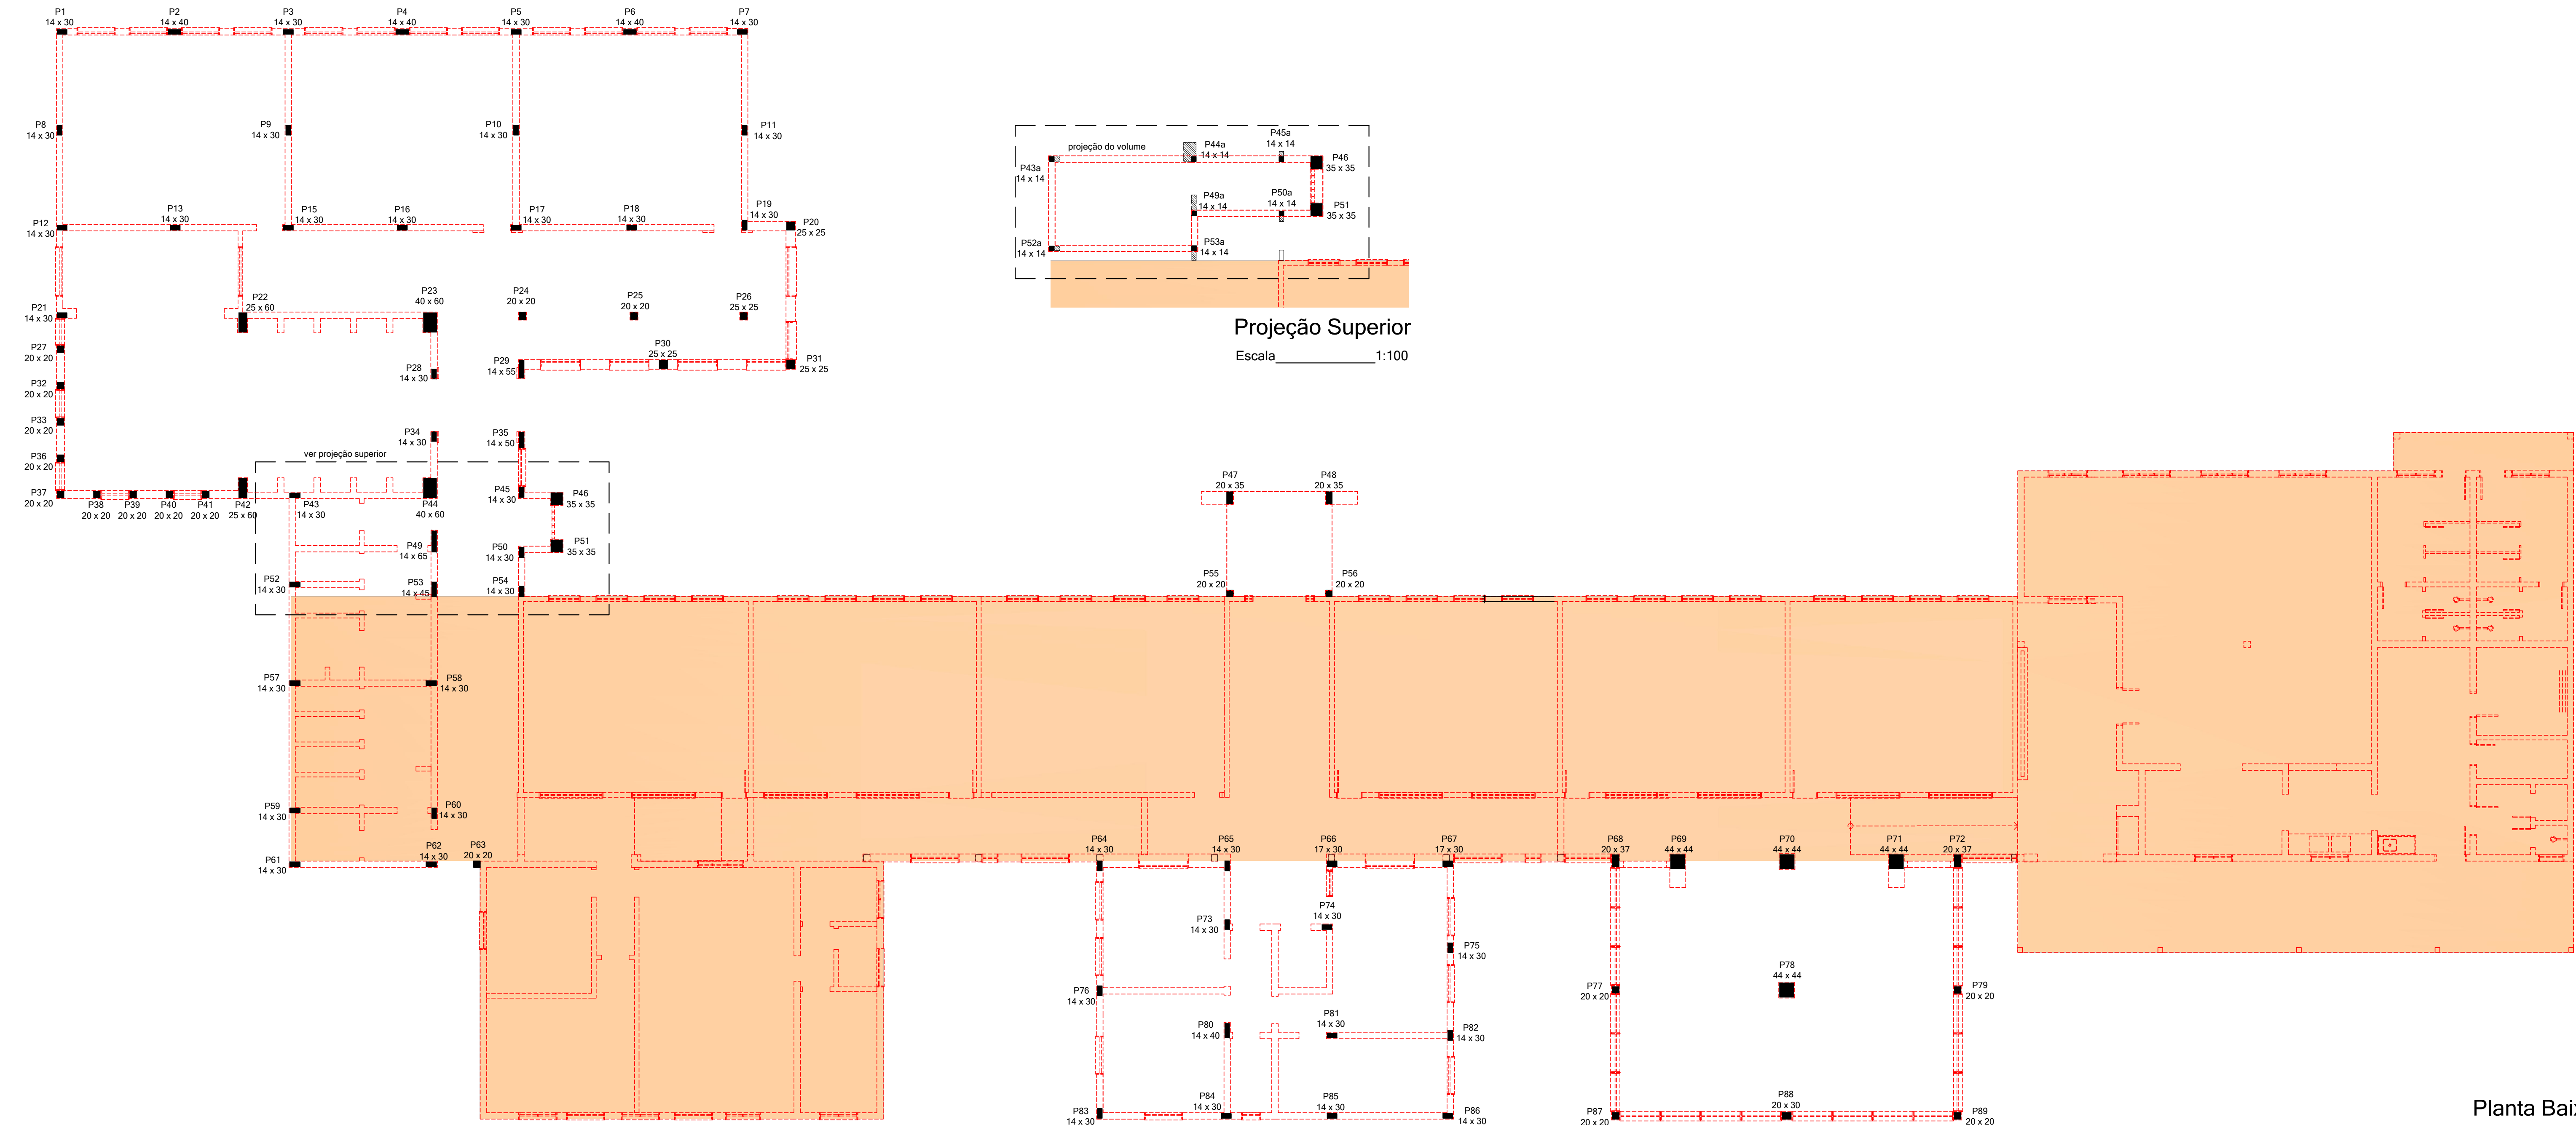 P1
14 x 30
P2
14 x 40
P3
14 x 30
P4
14 x 40
P5
14 x 30
P6
14 x 40
P7
14 x 30
P8
14 x 30
P9
14 x 30
P10
14 x 30
P11
14 x 30
P12
14 x 30
P13
14 x 30
P15
14 x 30
P16
14 x 30
P17
14 x 30
P18
14 x 30
P19
14 x 30
P20
25 x 25
P21
14 x 30
P22
25 x 60
P23
40 x 60
P24
20 x 20
P25
20 x 20
P26
25 x 25
P27
20 x 20
P28
14 x 30
P29
14 x 55
P30
25 x 25
P31
25 x 25
P32
20 x 20
P33
20 x 20
P34
14 x 30
P35
14 x 50
P36
20 x 20
P37
20 x 20
P38
20 x 20
P39
20 x 20
P40
20 x 20
P41
20 x 20
P42
25 x 60
ver projeção superior
P43
14 x 30
P44
40 x 60
P45
14 x 30
P46
35 x 35
P49
14 x 65
P50
14 x 30
P51
35 x 35
P52
14 x 30
P53
14 x 45
P54
14 x 30
projeção do volume
P43a
14 x 14
P44a
14 x 14
P45a
14 x 14
P46
35 x 35
P49a
14 x 14
P50a
14 x 14
P51
35 x 35
P52a
14 x 14
P53a
14 x 14
Projeção Superior
Escala_______________1:100
P47
20 x 35
P48
20 x 35
P55
20 x 20
P56
20 x 20
P57
14 x 30
P58
14 x 30
P59
14 x 30
P60
14 x 30
P61
14 x 30
P62
14 x 30
P63
20 x 20
P64
14 x 30
P65
14 x 30
P66
17 x 30
P67
17 x 30
P68
20 x 37
P69
44 x 44
P70
44 x 44
P71
44 x 44
P72
20 x 37
P73
14 x 30
P74
14 x 30
P75
14 x 30
P76
14 x 30
P77
20 x 20
P78
44 x 44
P79
20 x 20
P80
14 x 40
P81
14 x 30
P82
14 x 30
P83
14 x 30
P84
14 x 30
P85
14 x 30
P86
14 x 30
P87
20 x 20
P88
20 x 30
P89
20 x 20
Planta Bai